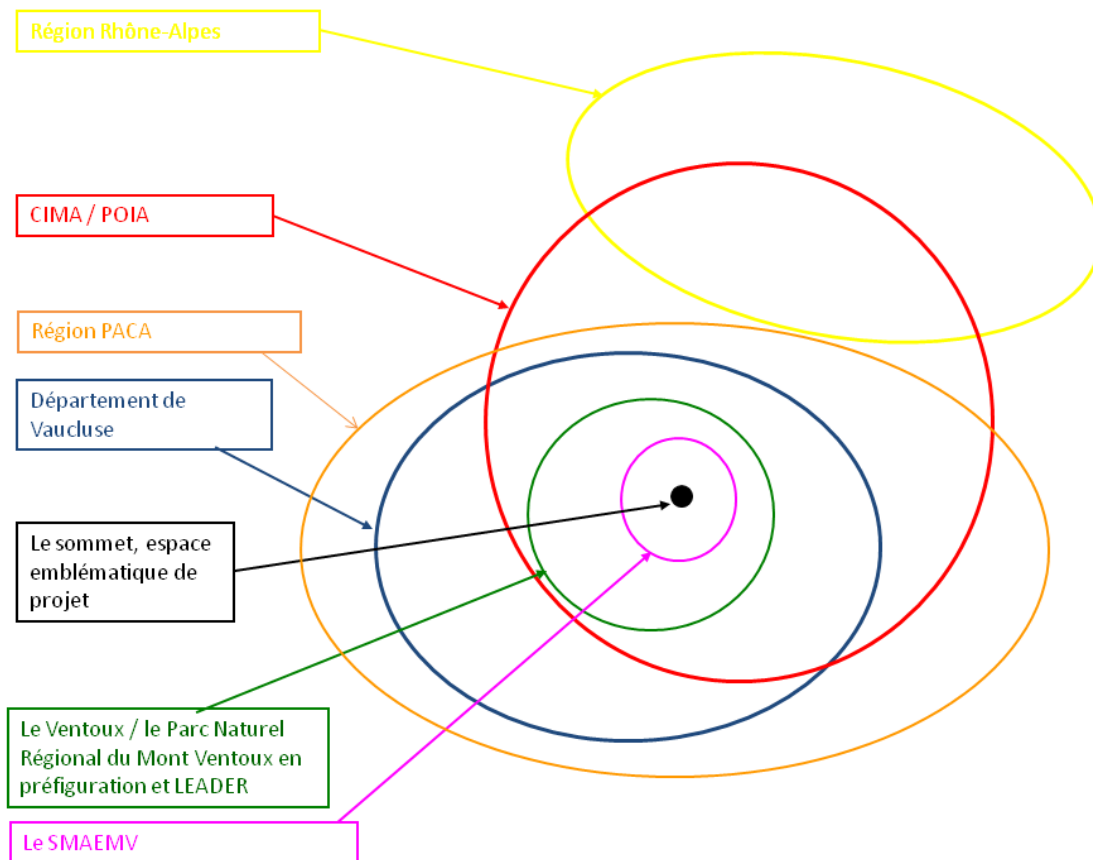 Région Rhône-Alpes
CIMA / POIA
Région PACA
Département de
Vaucluse
Le sommet, espace
emblématique de
projet
Le Ventoux / le Parc Naturel
Régional du Mont Ventoux en
préfiguration et LEADER
Le SMAEMV